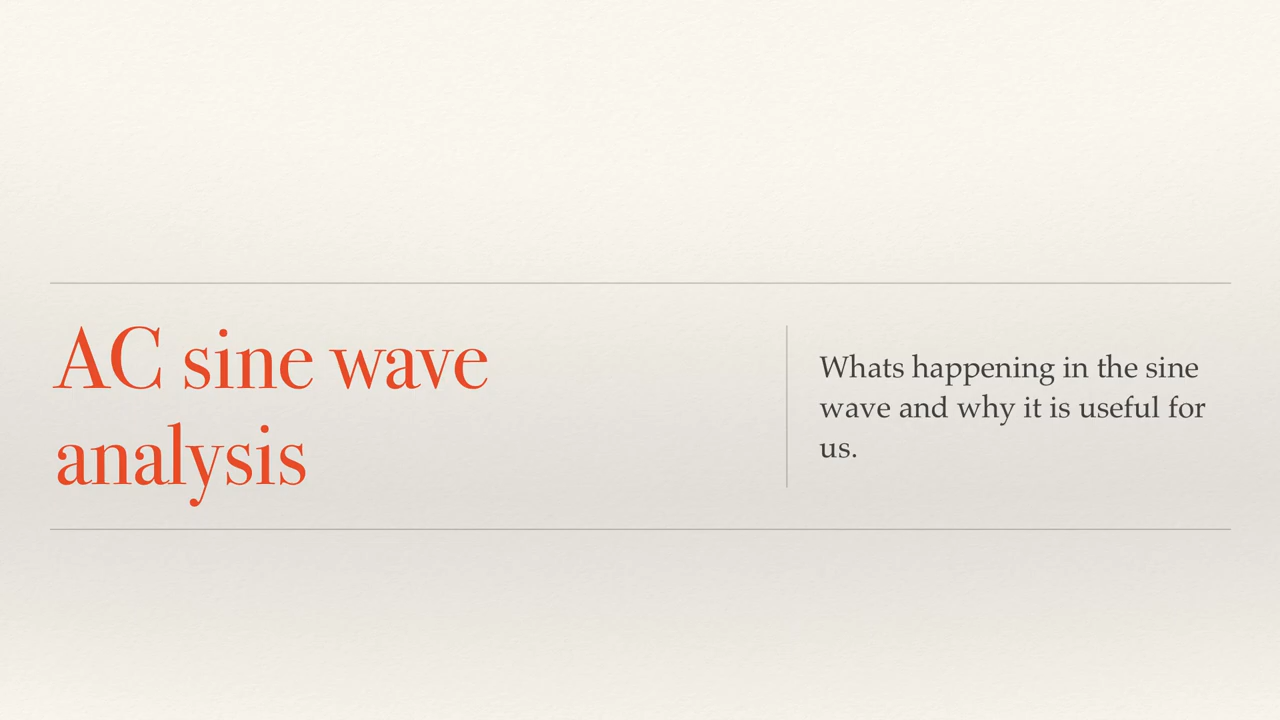 AC sine wave
analysis
Whats happening in the sine
wave and why it is useful for
us.